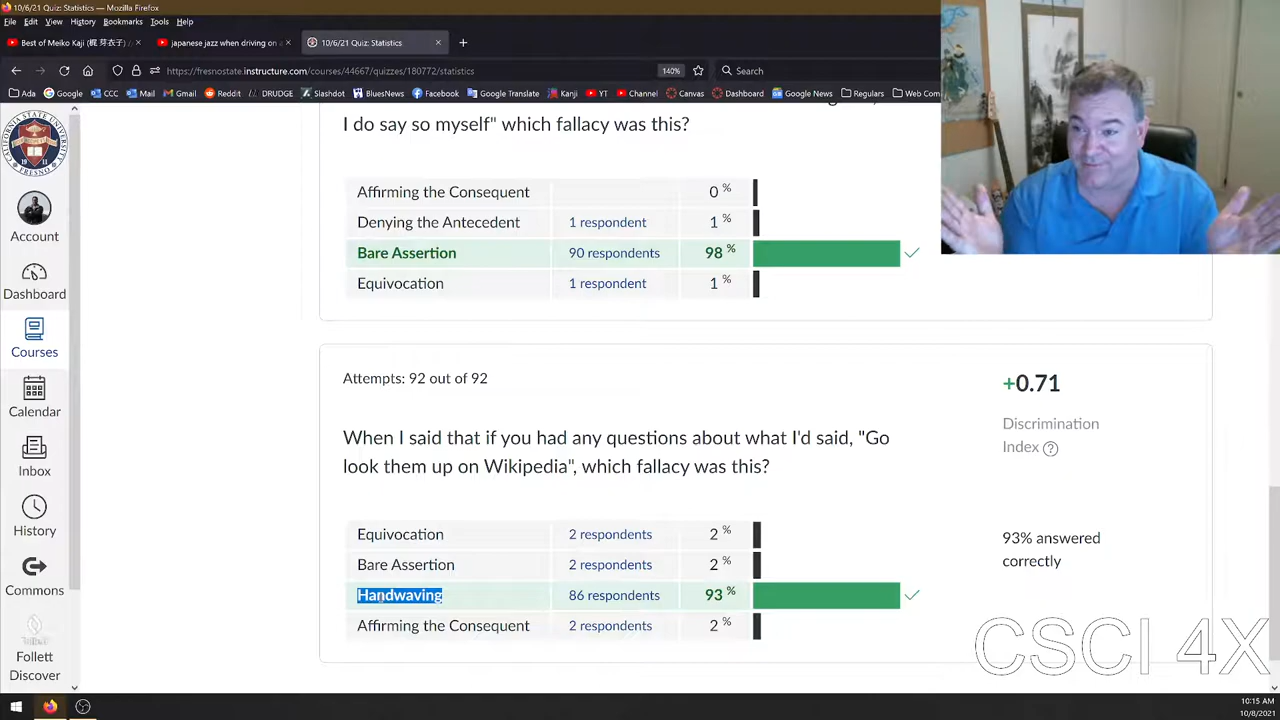 10/6/21 Quiz: Statistics — Mozilla Firefox
File Edit View History Bookmarks Tools Help
Best of Meiko Kaji (梶 芽衣子) / japanese jazz when driving on a 10/6/21 Quiz: Statistics
https://fresnostate.instructure.com/courses/44667/quizzes/180772/statistics 140% Search
Ada Google CCC Mail Gmail Reddit DRUDGE Slashdot BluesNews Facebook Google Translate Kanji YT Channel Canvas Dashboard Google News Regulars Web Com
CALIFORNIA STATE UNIVERSITY
FRESNO
1911
Account
Dashboard
Courses
Calendar
Inbox
History
Commons
Follett
Follett
Discover
I do say so myself" which fallacy was this?
Affirming the Consequent 0 %
Denying the Antecedent 1 respondent 1 %
Bare Assertion 90 respondents 98 %
Equivocation 1 respondent 1 %
Attempts: 92 out of 92
+0.71
Discrimination
Index ?
When I said that if you had any questions about what I'd said, "Go
look them up on Wikipedia", which fallacy was this?
Equivocation 2 respondents 2 %
Bare Assertion 2 respondents 2 %
Handwaving 86 respondents 93 %
Affirming the Consequent 2 respondents 2 %
93% answered
correctly
CSCI 4X
10:15 AM
10/8/2021